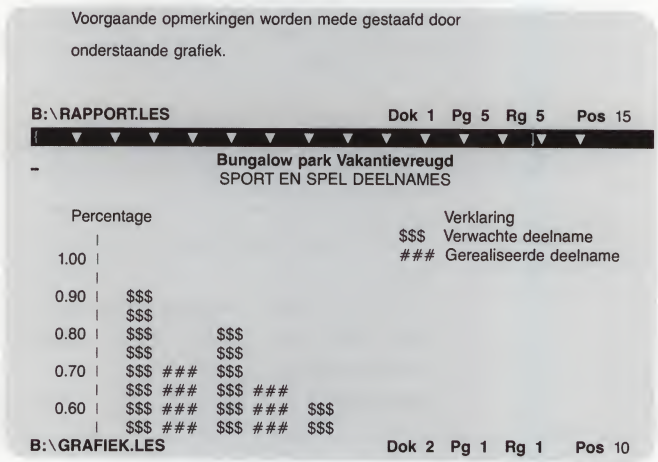 Voorgaande opmerkingen worden mede gestaafd door
onderstaande grafiek.
B:\RAPPORT.LES Dok 1 Pg 5 Rg 5 Pos 15
{ ▼ ▼ ▼ ▼ ▼ ▼ ▼ ▼ ▼ ▼ ▼ ▼ ]▼ ▼
Bungalow park Vakantievreugd
_
SPORT EN SPEL DEELNAMES
Percentage Verklaring
| $$$ Verwachte deelname
1.00 | ### Gerealiseerde deelname
|
0.90 | $$$
| $$$
0.80 | $$$ $$$
| $$$ $$$
0.70 | $$$ ### $$$
| $$$ ### $$$ ###
0.60 | $$$ ### $$$ ### $$$
| $$$ ### $$$ ### $$$
B:\GRAFIEK.LES Dok 2 Pg 1 Rg 1 Pos 10